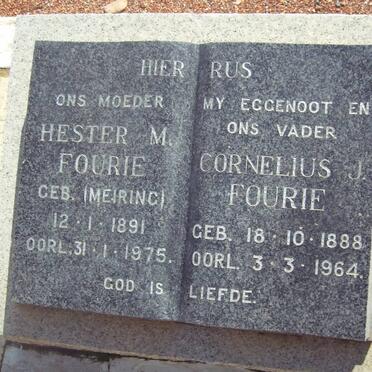 HIER RUS
ONS MOEDER
HESTER M.
FOURIE
GEB. (MEIRING)
12·1·1891
OORL. 31·1·1975.
MY EGGENOOT EN
ONS VADER
CORNELIUS J.
FOURIE
GEB. 18·10·1888
OORL. 3·3·1964.
GOD IS LIEFDE.